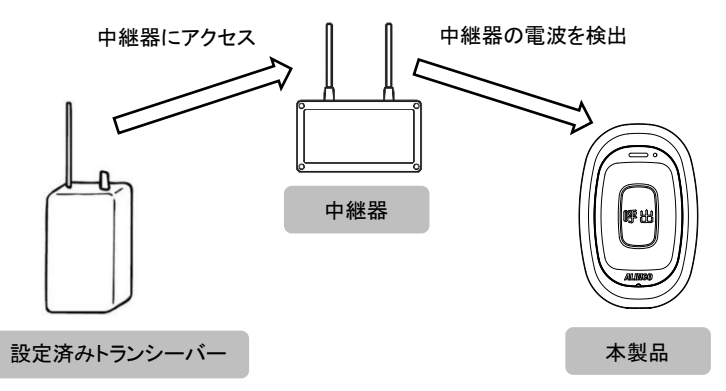 中継器にアクセス
中継器の電波を検出
中継器
呼出
ALINCO
設定済みトランシーバー
本製品